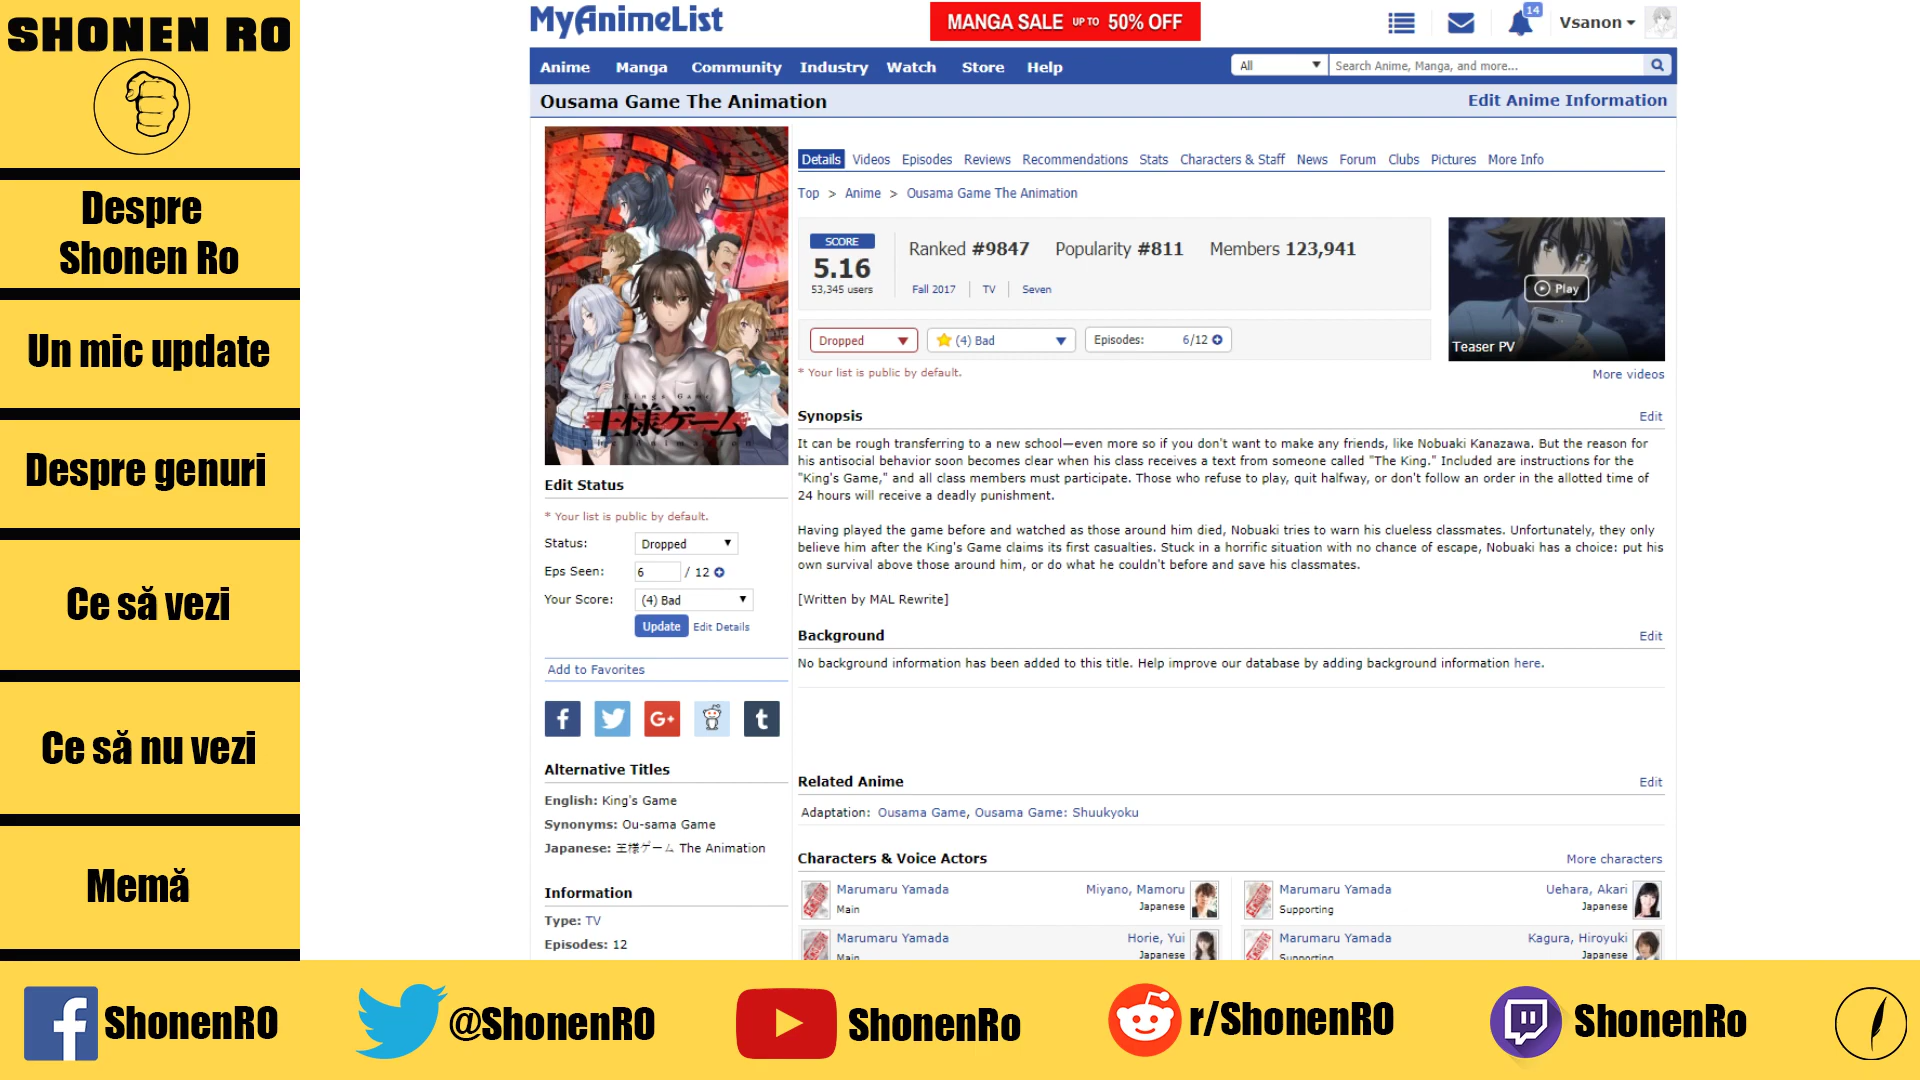 SHONEN RO
Despre
Shonen Ro
Un mic update
Despre genuri
Ce să vezi
Ce să nu vezi
Memă
MyAnimeList
MANGA SALE UP TO 50% OFF
14
Vsanon
Anime Manga Community Industry Watch Store Help
All
Search Anime, Manga, and more...
Ousama Game The Animation
Edit Anime Information
Kings Game
王様ゲーム
The Animation
Edit Status
* Your list is public by default.
Status: Dropped
Eps Seen: 6 / 12
Your Score: (4) Bad
Update Edit Details
Add to Favorites
Alternative Titles
English: King's Game
Synonyms: Ou-sama Game
Japanese: 王様ゲーム The Animation
Information
Type: TV
Episodes: 12
Details Videos Episodes Reviews Recommendations Stats Characters & Staff News Forum Clubs Pictures More Info
Top > Anime > Ousama Game The Animation
SCORE
5.16
53,345 users
Ranked #9847 Popularity #811 Members 123,941
Fall 2017 TV Seven
Dropped
(4) Bad
Episodes: 6/12
* Your list is public by default.
Play
Teaser PV
More videos
Synopsis
Edit
It can be rough transferring to a new school—even more so if you don't want to make any friends, like Nobuaki Kanazawa. But the reason for
his antisocial behavior soon becomes clear when his class receives a text from someone called "The King." Included are instructions for the
"King's Game," and all class members must participate. Those who refuse to play, quit halfway, or don't follow an order in the allotted time of
24 hours will receive a deadly punishment.
Having played the game before and watched as those around him died, Nobuaki tries to warn his clueless classmates. Unfortunately, they only
believe him after the King's Game claims its first casualties. Stuck in a horrific situation with no chance of escape, Nobuaki has a choice: put his
own survival above those around him, or do what he couldn't before and save his classmates.
[Written by MAL Rewrite]
Background
Edit
No background information has been added to this title. Help improve our database by adding background information here.
Related Anime
Edit
Adaptation: Ousama Game, Ousama Game: Shuukyoku
Characters & Voice Actors
More characters
Marumaru Yamada
Main
Miyano, Mamoru
Japanese
Marumaru Yamada
Supporting
Uehara, Akari
Japanese
Marumaru Yamada
Main
Horie, Yui
Japanese
Marumaru Yamada
Supporting
Kagura, Hiroyuki
Japanese
ShonenRO
@ShonenRO
ShonenRo
r/ShonenRO
ShonenRo